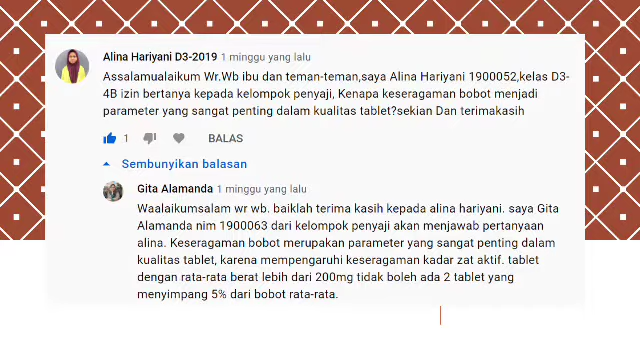 Alina Hariyani D3-2019 1 minggu yang lalu
Assalamualaikum Wr.Wb ibu dan teman-teman,saya Alina Hariyani 1900052,kelas D3-
4B izin bertanya kepada kelompok penyaji, Kenapa keseragaman bobot menjadi
parameter yang sangat penting dalam kualitas tablet?sekian Dan terimakasih
1 BALAS
Sembunyikan balasan
Gita Alamanda 1 minggu yang lalu
Waalaikumsalam wr wb. baiklah terima kasih kepada alina hariyani. saya Gita
Alamanda nim 1900063 dari kelompok penyaji akan menjawab pertanyaan
alina. Keseragaman bobot merupakan parameter yang sangat penting dalam
kualitas tablet, karena mempengaruhi keseragaman kadar zat aktif. tablet
dengan rata-rata berat lebih dari 200mg tidak boleh ada 2 tablet yang
menyimpang 5% dari bobot rata-rata.